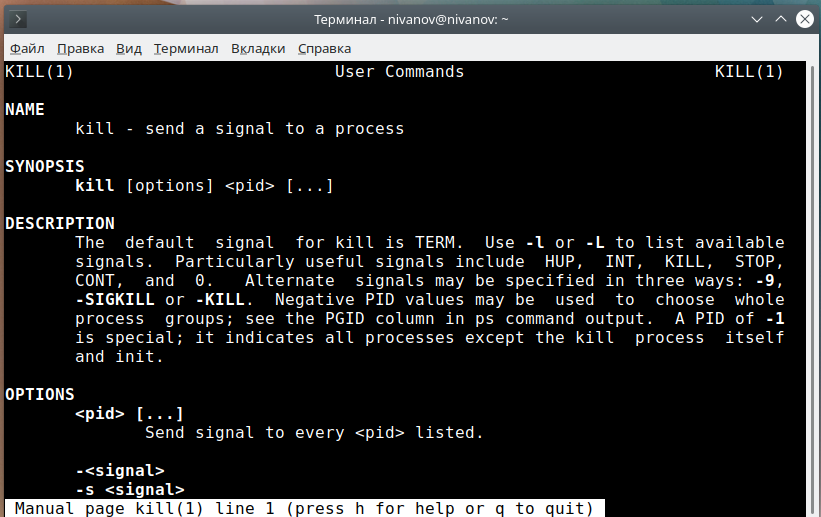 Терминал - nivanov@nivanov: ~
Файл Правка Вид Терминал Вкладки Справка
KILL(1) User Commands KILL(1)
NAME
kill - send a signal to a process
SYNOPSIS
kill [options] <pid> [...]
DESCRIPTION
The default signal for kill is TERM. Use -l or -L to list available
signals. Particularly useful signals include HUP, INT, KILL, STOP,
CONT, and 0. Alternate signals may be specified in three ways: -9,
-SIGKILL or -KILL. Negative PID values may be used to choose whole
process groups; see the PGID column in ps command output. A PID of -1
is special; it indicates all processes except the kill process itself
and init.
OPTIONS
<pid> [...]
Send signal to every <pid> listed.
-<signal>
-s <signal>
Manual page kill(1) line 1 (press h for help or q to quit)